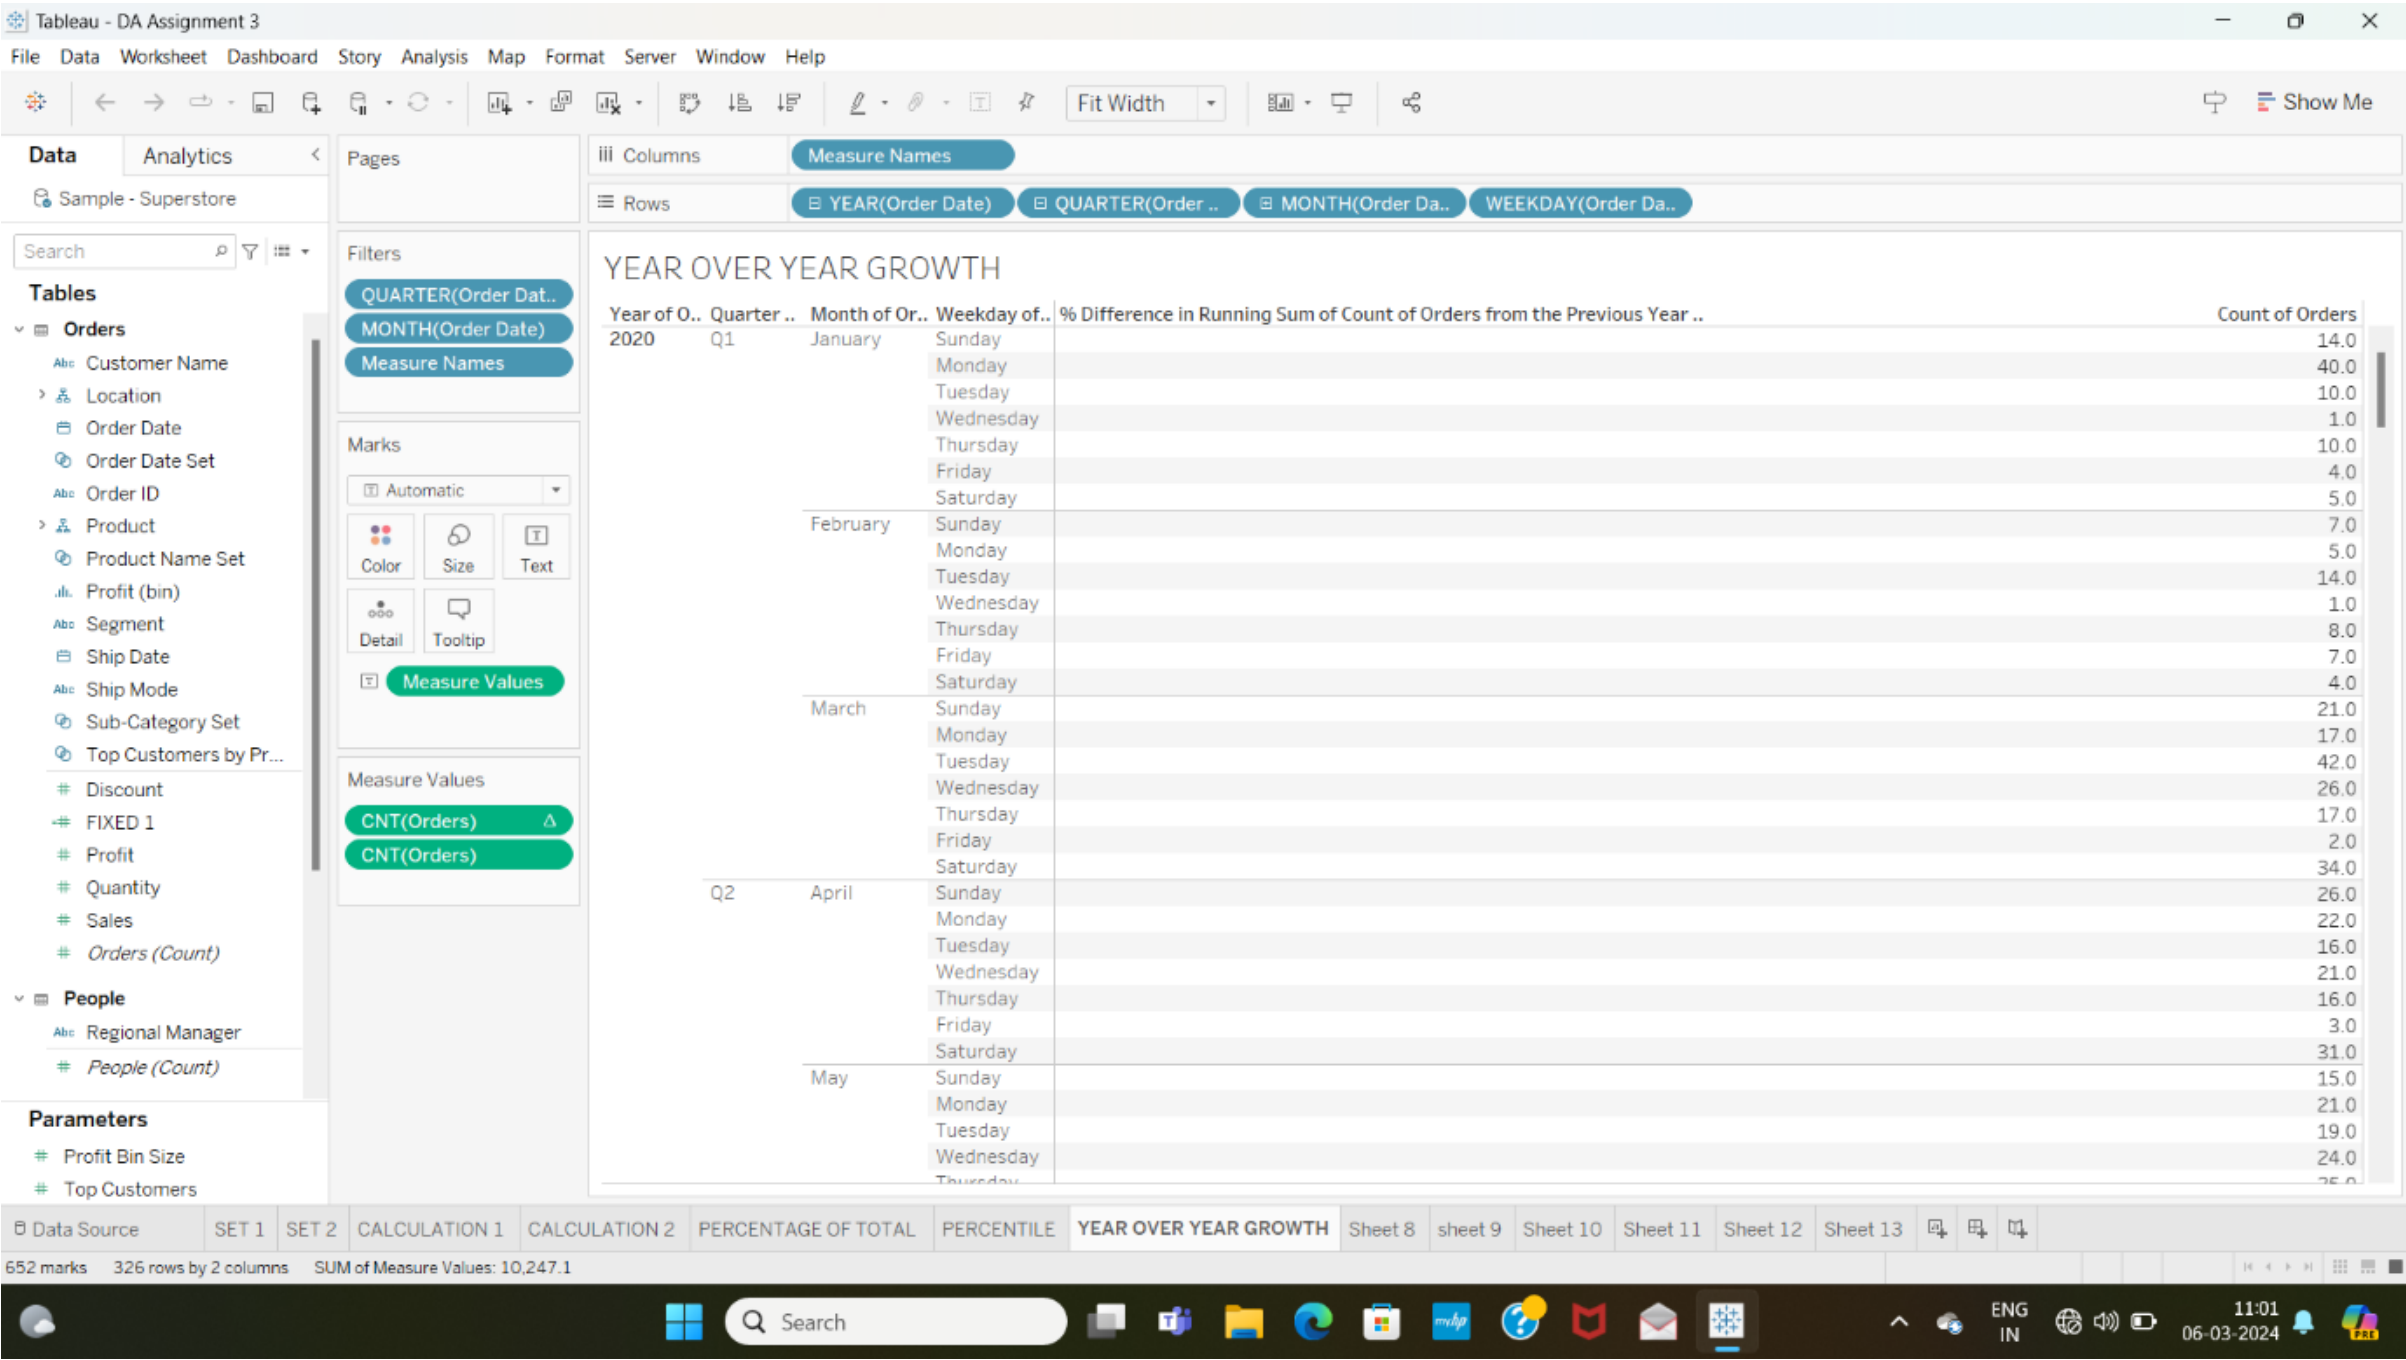 Tableau - DA Assignment 3
File Data Worksheet Dashboard Story Analysis Map Format Server Window Help
Fit Width
Show Me
Data Analytics
Sample - Superstore
Search
Tables
Orders
Abc Customer Name
Location
Order Date
Order Date Set
Abc Order ID
Product
Product Name Set
Profit (bin)
Abc Segment
Ship Date
Abc Ship Mode
Sub-Category Set
Top Customers by Pr...
# Discount
=# FIXED 1
# Profit
# Quantity
# Sales
# Orders (Count)
People
Abc Regional Manager
# People (Count)
Parameters
# Profit Bin Size
# Top Customers
Pages
Filters
QUARTER(Order Dat..
MONTH(Order Date)
Measure Names
Marks
Automatic
Color Size Text
Detail Tooltip
Measure Values
Measure Values
CNT(Orders) Δ
CNT(Orders)
Columns Measure Names
Rows YEAR(Order Date) QUARTER(Order .. MONTH(Order Da.. WEEKDAY(Order Da..
YEAR OVER YEAR GROWTH
Year of O.. Quarter .. Month of Or.. Weekday of.. % Difference in Running Sum of Count of Orders from the Previous Year .. Count of Orders
2020 Q1 January Sunday 14.0
Monday 40.0
Tuesday 10.0
Wednesday 1.0
Thursday 10.0
Friday 4.0
Saturday 5.0
February Sunday 7.0
Monday 5.0
Tuesday 14.0
Wednesday 1.0
Thursday 8.0
Friday 7.0
Saturday 4.0
March Sunday 21.0
Monday 17.0
Tuesday 42.0
Wednesday 26.0
Thursday 17.0
Friday 2.0
Saturday 34.0
Q2 April Sunday 26.0
Monday 22.0
Tuesday 16.0
Wednesday 21.0
Thursday 16.0
Friday 3.0
Saturday 31.0
May Sunday 15.0
Monday 21.0
Tuesday 19.0
Wednesday 24.0
Thursday 25.0
Data Source SET 1 SET 2 CALCULATION 1 CALCULATION 2 PERCENTAGE OF TOTAL PERCENTILE YEAR OVER YEAR GROWTH Sheet 8 sheet 9 Sheet 10 Sheet 11 Sheet 12 Sheet 13
652 marks 326 rows by 2 columns SUM of Measure Values: 10,247.1
Search
myhp
ENG
IN
11:01
06-03-2024
PRE